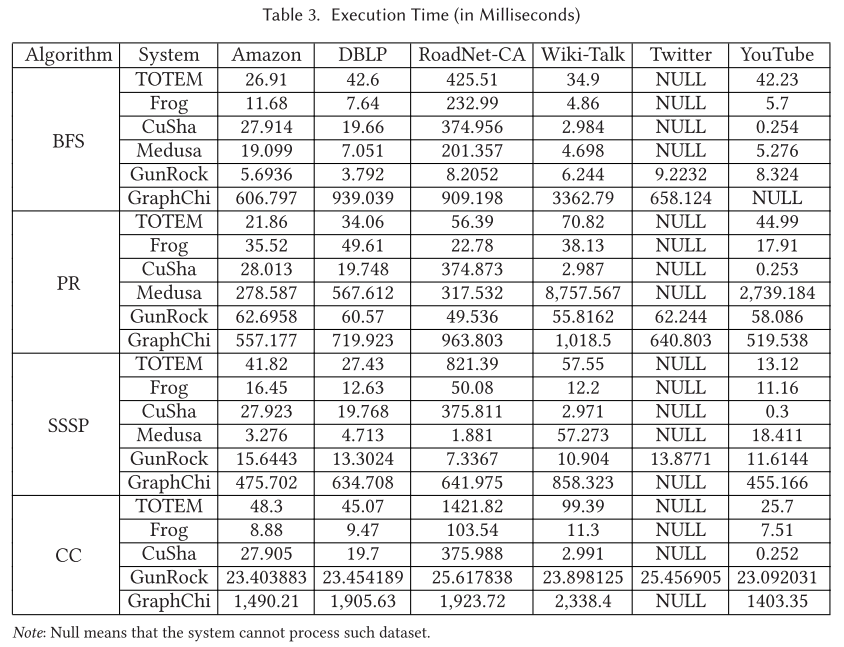 Table 3. Execution Time (in Milliseconds)
Algorithm System Amazon DBLP RoadNet-CA Wiki-Talk Twitter YouTube
BFS
TOTEM 26.91 42.6 425.51 34.9 NULL 42.23
Frog 11.68 7.64 232.99 4.86 NULL 5.7
CuSha 27.914 19.66 374.956 2.984 NULL 0.254
Medusa 19.099 7.051 201.357 4.698 NULL 5.276
GunRock 5.6936 3.792 8.2052 6.244 9.2232 8.324
GraphChi 606.797 939.039 909.198 3362.79 658.124 NULL
PR
TOTEM 21.86 34.06 56.39 70.82 NULL 44.99
Frog 35.52 49.61 22.78 38.13 NULL 17.91
CuSha 28.013 19.748 374.873 2.987 NULL 0.253
Medusa 278.587 567.612 317.532 8,757.567 NULL 2,739.184
GunRock 62.6958 60.57 49.536 55.8162 62.244 58.086
GraphChi 557.177 719.923 963.803 1,018.5 640.803 519.538
SSSP
TOTEM 41.82 27.43 821.39 57.55 NULL 13.12
Frog 16.45 12.63 50.08 12.2 NULL 11.16
CuSha 27.923 19.768 375.811 2.971 NULL 0.3
Medusa 3.276 4.713 1.881 57.273 NULL 18.411
GunRock 15.6443 13.3024 7.3367 10.904 13.8771 11.6144
GraphChi 475.702 634.708 641.975 858.323 NULL 455.166
CC
TOTEM 48.3 45.07 1421.82 99.39 NULL 25.7
Frog 8.88 9.47 103.54 11.3 NULL 7.51
CuSha 27.905 19.7 375.988 2.991 NULL 0.252
GunRock 23.403883 23.454189 25.617838 23.898125 25.456905 23.092031
GraphChi 1,490.21 1,905.63 1,923.72 2,338.4 NULL 1403.35
Note: Null means that the system cannot process such dataset.